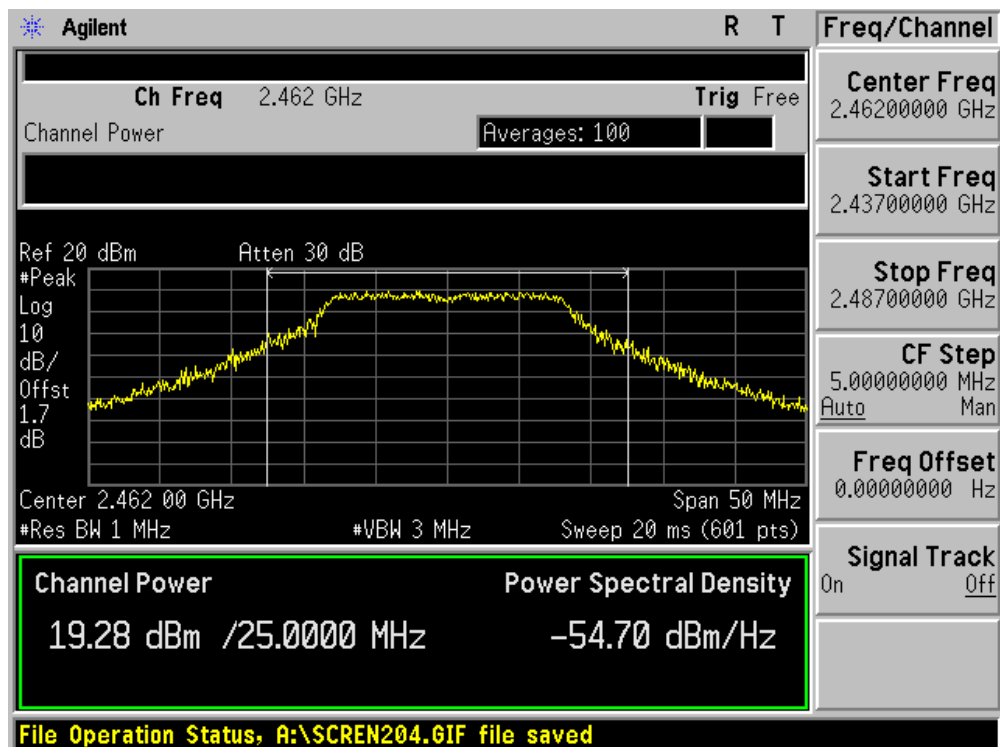 Agilent R T
Ch Freq 2.462 GHz Trig Free
Channel Power Averages: 100
Ref 20 dBm Atten 30 dB
#Peak
Log
10
dB/
Offst
1.7
dB
Center 2.462 00 GHz Span 50 MHz
#Res BW 1 MHz #VBW 3 MHz Sweep 20 ms (601 pts)
Channel Power Power Spectral Density
19.28 dBm /25.0000 MHz -54.70 dBm/Hz
File Operation Status, A:\SCREN204.GIF file saved
Freq/Channel
Center Freq
2.46200000 GHz
Start Freq
2.43700000 GHz
Stop Freq
2.48700000 GHz
CF Step
5.00000000 MHz
Auto Man
Freq Offset
0.00000000 Hz
Signal Track
On Off